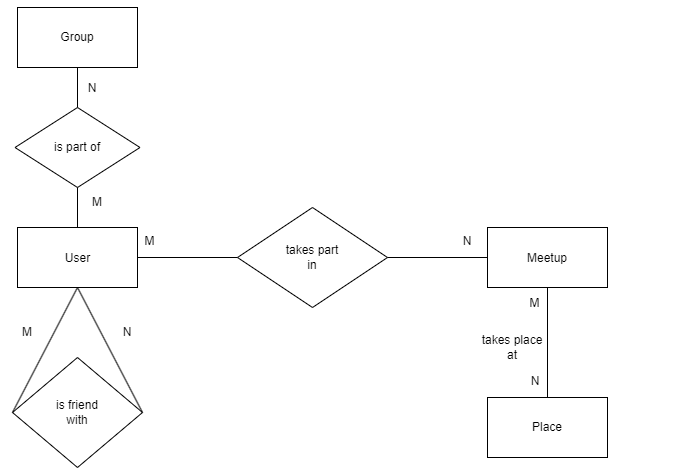 Group
N
is part of
M
User
M
takes part
in
N
Meetup
M
N
is friend
with
M
takes place
at
N
Place